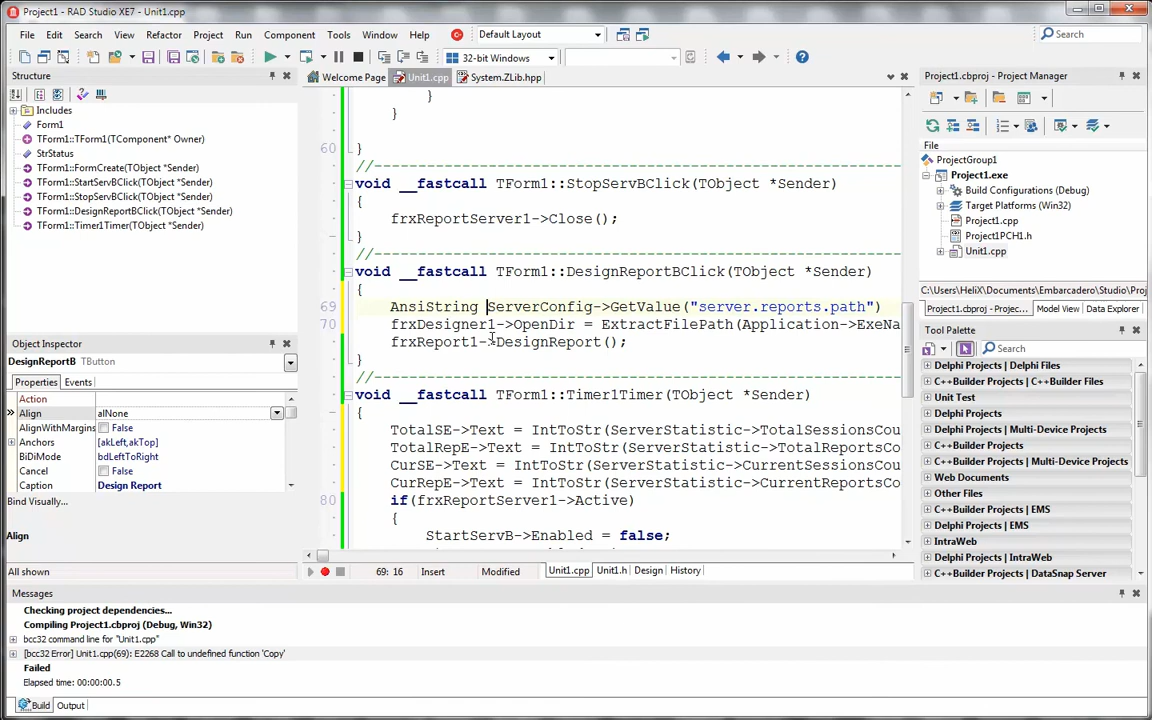 Project1 - RAD Studio XE7 - Unit1.cpp
File Edit Search View Refactor Project Run Component Tools Window Help Default Layout Search
32-bit Windows
Structure
Welcome Page Unit1.cpp System.ZLib.hpp
Project1.cbproj - Project Manager
Includes
Form1
TForm1::TForm1(TComponent* Owner)
StrStatus
TForm1::FormCreate(TObject *Sender)
TForm1::StartServBClick(TObject *Sender)
TForm1::StopServBClick(TObject *Sender)
TForm1::DesignReportBClick(TObject *Sender)
TForm1::Timer1Timer(TObject *Sender)
Object Inspector
DesignReportB TButton
Properties Events
Action
Align alNone
AlignWithMargins False
Anchors [akLeft,akTop]
BiDiMode bdLeftToRight
Cancel False
Caption Design Report
Bind Visually...
Align
All shown
}
}
60 }
//
void __fastcall TForm1::StopServBClick(TObject *Sender)
{
frxReportServer1->Close();
}
//
void __fastcall TForm1::DesignReportBClick(TObject *Sender)
{
69 AnsiString ServerConfig->GetValue("server.reports.path")
70 frxDesigner1->OpenDir = ExtractFilePath(Application->ExeNa
frxReport1->DesignReport();
}
//
void __fastcall TForm1::Timer1Timer(TObject *Sender)
{
TotalSE->Text = IntToStr(ServerStatistic->TotalSessionsCou
TotalRepE->Text = IntToStr(ServerStatistic->TotalReportsCo
CurSE->Text = IntToStr(ServerStatistic->CurrentSessionsCou
CurRepE->Text = IntToStr(ServerStatistic->CurrentReportsCo
80 if(frxReportServer1->Active)
{
StartServB->Enabled = false;
69: 16 Insert Modified Unit1.cpp Unit1.h Design History
File
ProjectGroup1
Project1.exe
Build Configurations (Debug)
Target Platforms (Win32)
Project1.cpp
Project1PCH1.h
Unit1.cpp
C:\Users\HeliX\Documents\Embarcadero\Studio\Proj
Project1.cbproj - Projec... Model View Data Explorer
Tool Palette
Search
Delphi Projects | Delphi Files
C++Builder Projects | C++Builder Files
Unit Test
Delphi Projects
Delphi Projects | Multi-Device Projects
C++Builder Projects
C++Builder Projects | Multi-Device Projects
Web Documents
Other Files
C++Builder Projects | EMS
Delphi Projects | EMS
IntraWeb
Delphi Projects | IntraWeb
C++Builder Projects | DataSnap Server
Messages
Checking project dependencies...
Compiling Project1.cbproj (Debug, Win32)
bcc32 command line for "Unit1.cpp"
[bcc32 Error] Unit1.cpp(69): E2268 Call to undefined function 'Copy'
Failed
Elapsed time: 00:00:00.5
Build Output